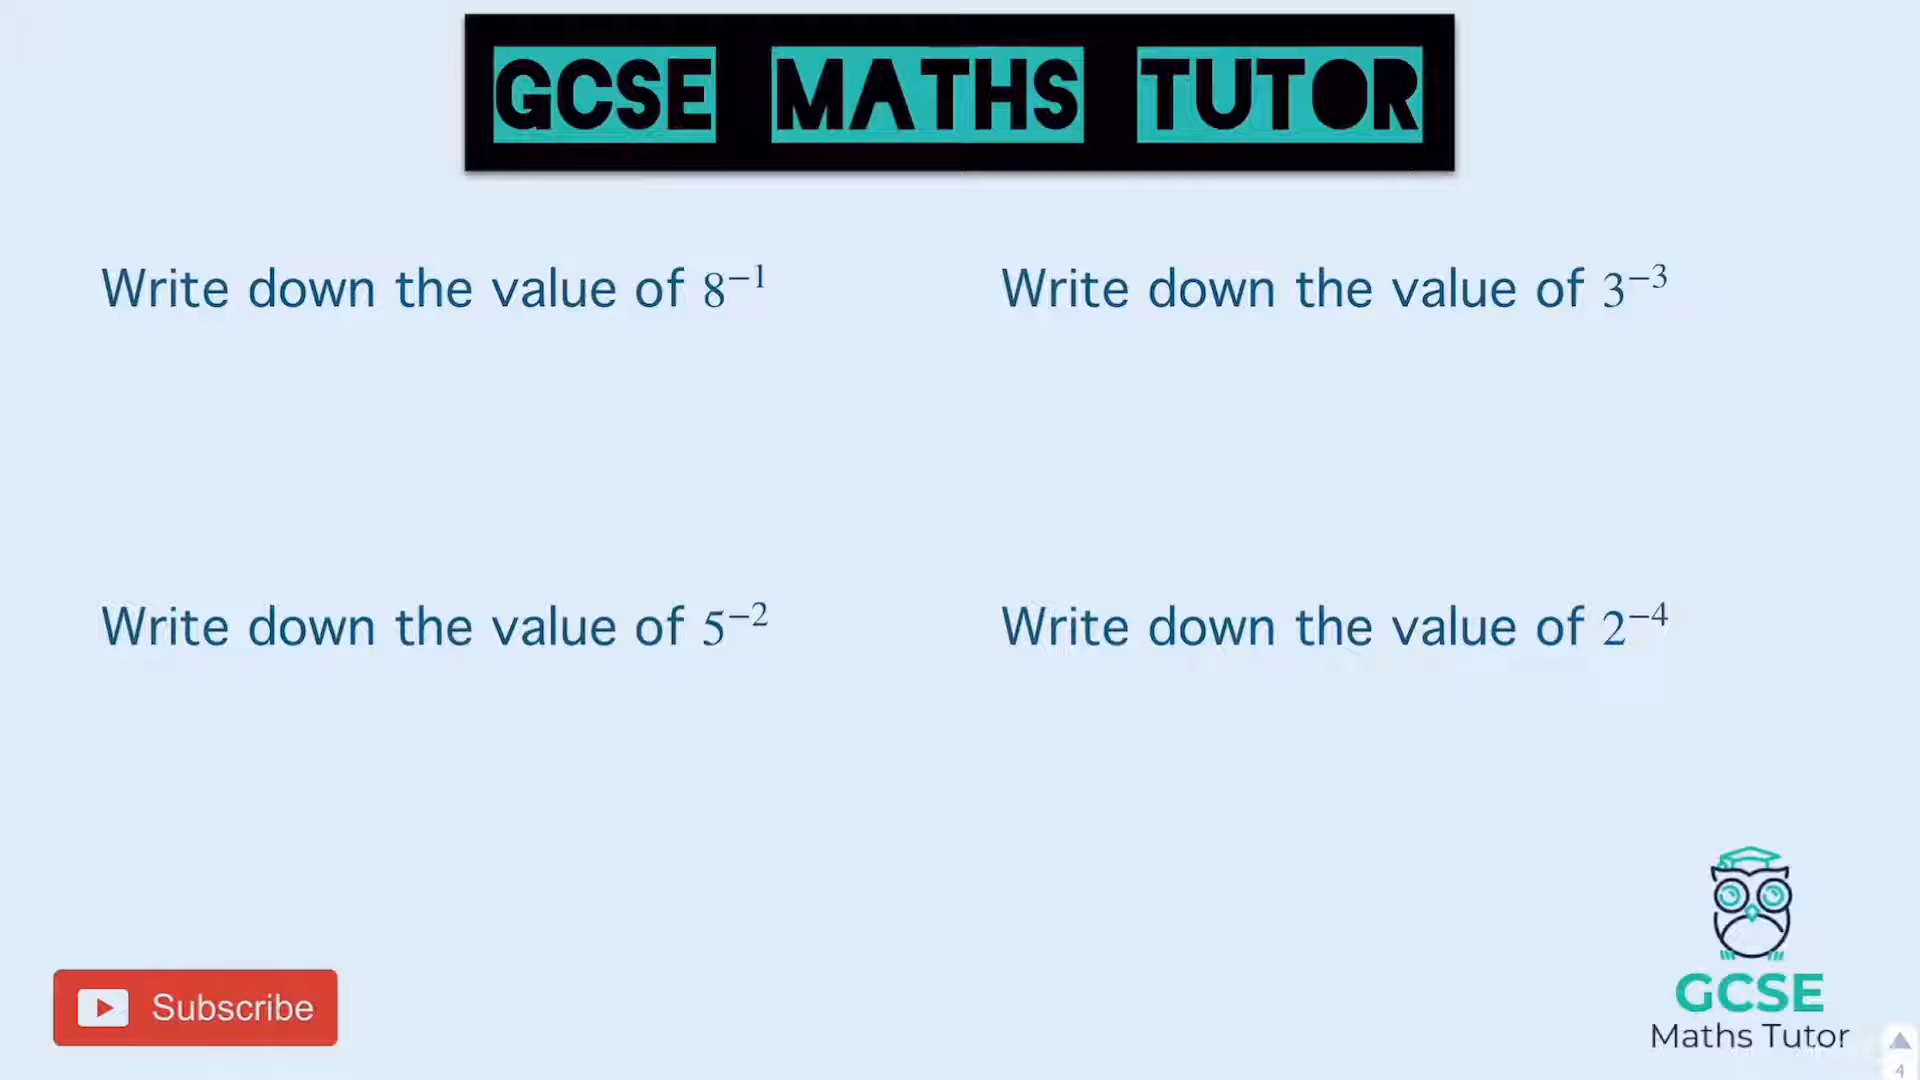 GCSE MATHS TUTOR
Write down the value of 8⁻¹
Write down the value of 3⁻³
Write down the value of 5⁻²
Write down the value of 2⁻⁴
Subscribe
GCSE
Maths Tutor
4